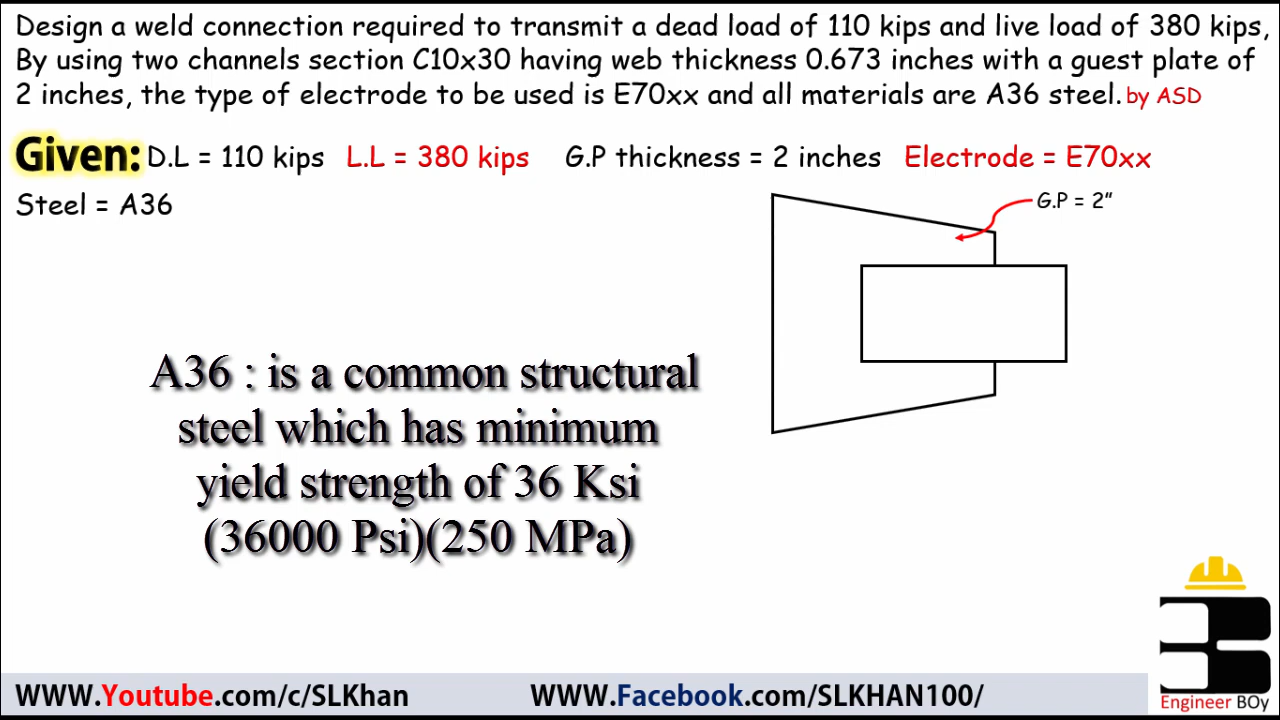 Design a weld connection required to transmit a dead load of 110 kips and live load of 380 kips,
By using two channels section C10x30 having web thickness 0.673 inches with a guest plate of
2 inches, the type of electrode to be used is E70xx and all materials are A36 steel. by ASD
Given: D.L = 110 kips L.L = 380 kips G.P thickness = 2 inches Electrode = E70xx
Steel = A36
G.P = 2”
A36 : is a common structural
steel which has minimum
yield strength of 36 Ksi
(36000 Psi)(250 MPa)
WWW.Youtube.com/c/SLKhan WWW.Facebook.com/SLKHAN100/
Engineer BOy